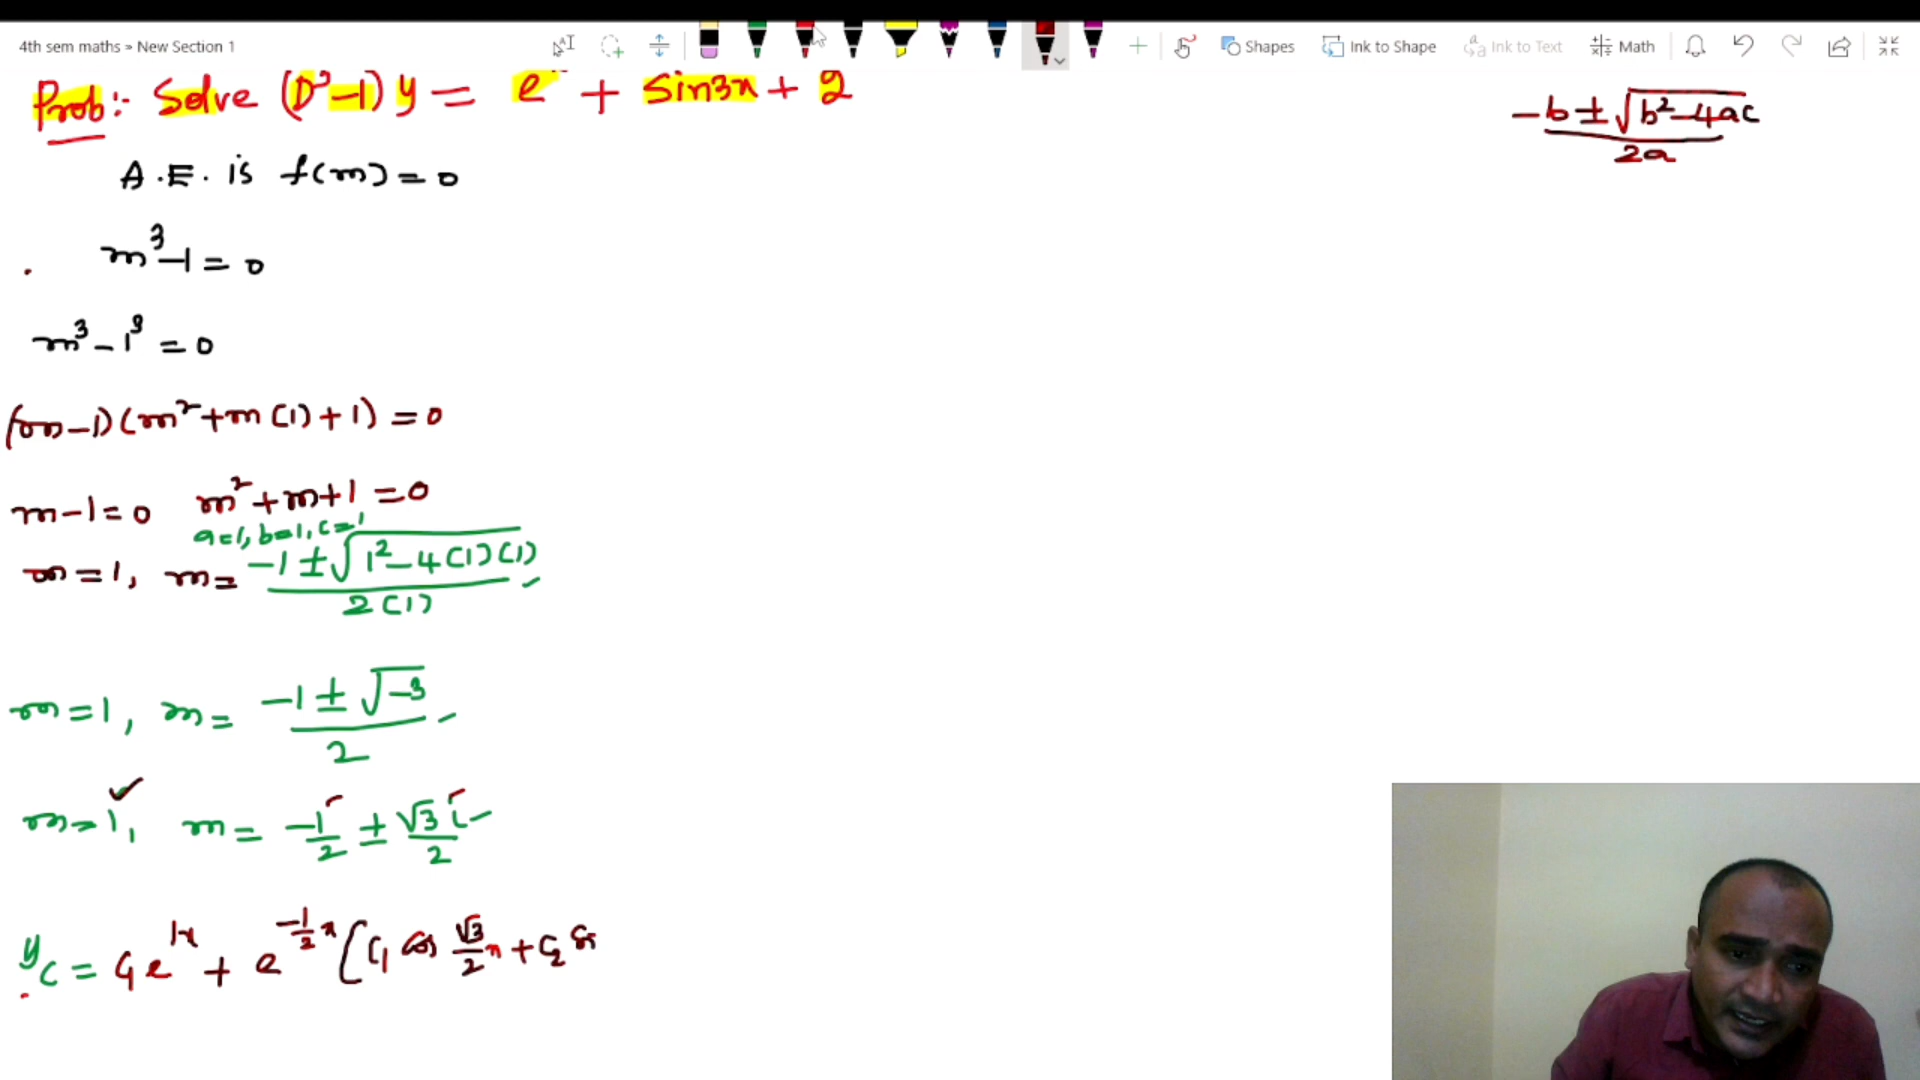 4th sem maths » New Section 1
Shapes Ink to Shape Ink to Text Math
Prob:- Solve (D³-1) y = e + sin3x + 2
-b ± √(b²-4ac) / 2a
A.E. is f(m) = 0
m³-1 = 0
m³-1³ = 0
(m-1)(m²+m(1)+1) = 0
m-1=0 m²+m+1 = 0
a=1, b=1, c=1
m=1, m= -1 ± √(1²-4(1)(1)) / 2(1)
m=1, m= -1 ± √-3 / 2
m=1, m= -1/2 ± √3 i/2
y_c = C₁e^1x + e^-1/2 x [C₁ cos √3/2 x + C₂ Si